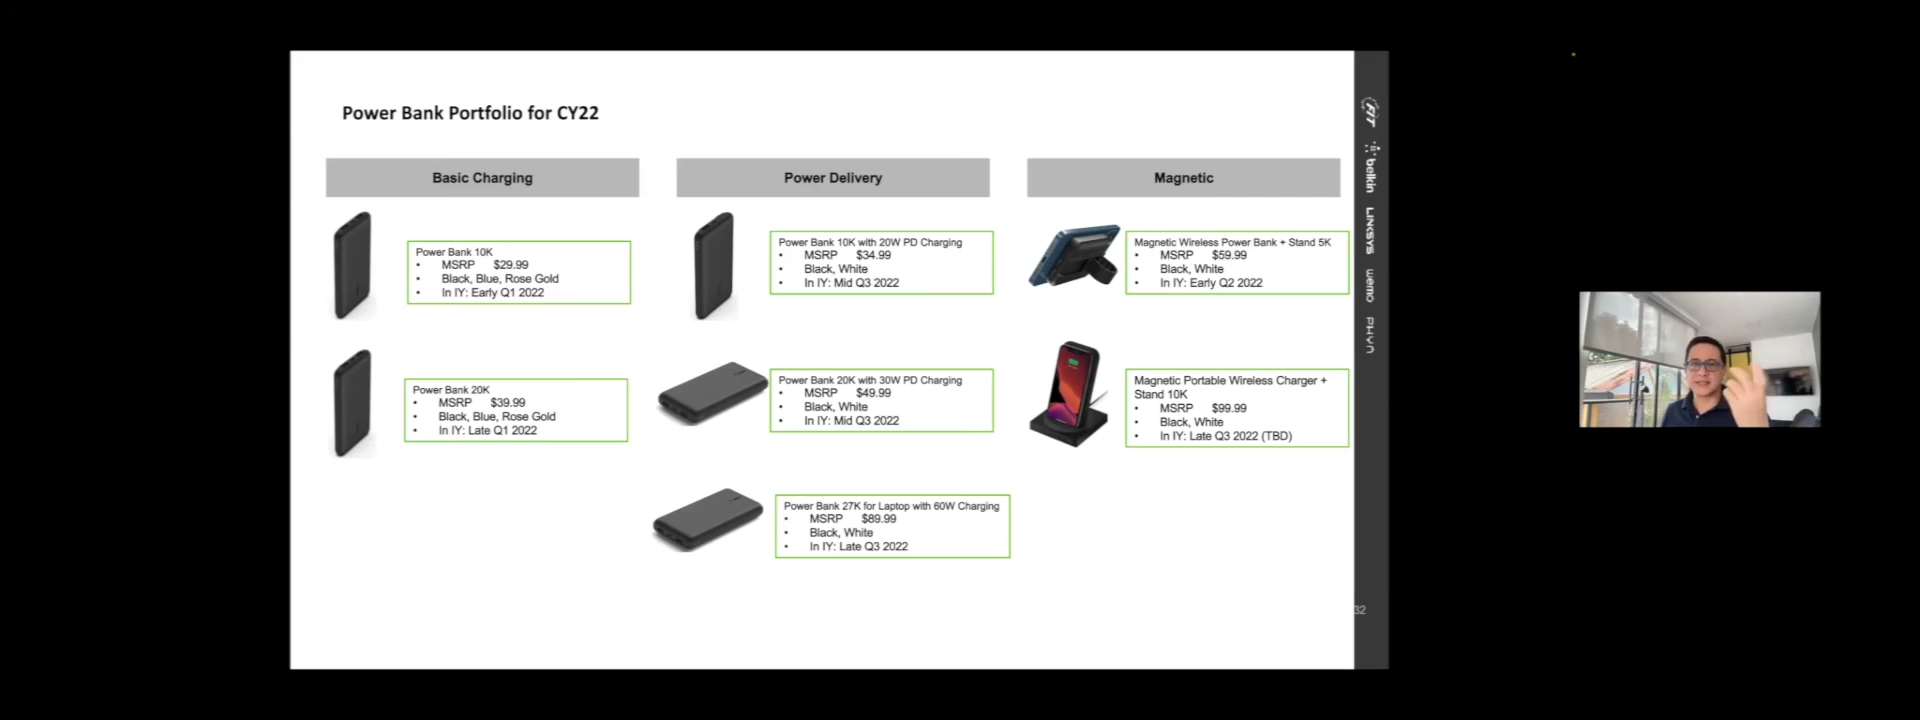 Power Bank Portfolio for CY22
Basic Charging
Power Bank 10K
• MSRP $29.99
• Black, Blue, Rose Gold
• In IY: Early Q1 2022
Power Bank 20K
• MSRP $39.99
• Black, Blue, Rose Gold
• In IY: Late Q1 2022
Power Delivery
Power Bank 10K with 20W PD Charging
• MSRP $34.99
• Black, White
• In IY: Mid Q3 2022
Power Bank 20K with 30W PD Charging
• MSRP $49.99
• Black, White
• In IY: Mid Q3 2022
Power Bank 27K for Laptop with 60W Charging
• MSRP $89.99
• Black, White
• In IY: Late Q3 2022
Magnetic
Magnetic Wireless Power Bank + Stand 5K
• MSRP $59.99
• Black, White
• In IY: Early Q2 2022
Magnetic Portable Wireless Charger +
Stand 10K
• MSRP $99.99
• Black, White
• In IY: Late Q3 2022 (TBD)
FIT
belkin
LINKSYS
wemo
PHYN
32